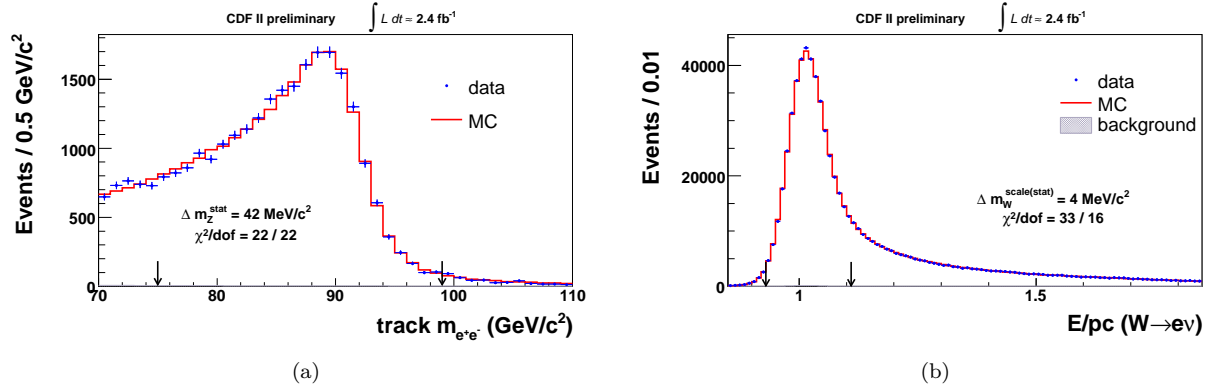 CDF II preliminary ∫ L dt ≈ 2.4 fb⁻¹
Events / 0.5 GeV/c²
1500
1000
500
0
data
MC
Δ m_Z^stat = 42 MeV/c²
χ²/dof = 22 / 22
70 80 90 100 110
track m_e⁺e⁻ (GeV/c²)
(a)
CDF II preliminary ∫ L dt ≈ 2.4 fb⁻¹
Events / 0.01
40000
20000
0
data
MC
background
Δ m_W^scale(stat) = 4 MeV/c²
χ²/dof = 33 / 16
1 1.5
E/pc (W→eν)
(b)